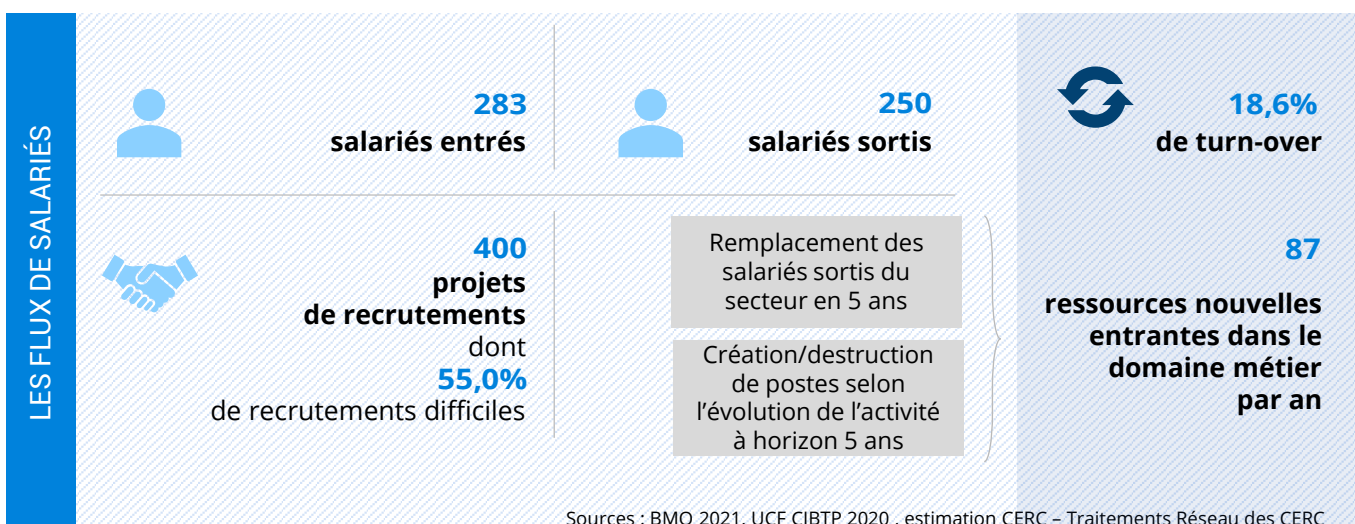 LES FLUX DE SALARIÉS
283
salariés entrés
250
salariés sortis
18,6%
de turn-over
400
projets
de recrutements
dont
55,0%
de recrutements difficiles
Remplacement des
salariés sortis du
secteur en 5 ans
Création/destruction
de postes selon
l’évolution de l’activité
à horizon 5 ans
87
ressources nouvelles
entrantes dans le
domaine métier
par an
Sources : BMO 2021, UCF CIBTP 2020 , estimation CERC – Traitements Réseau des CERC